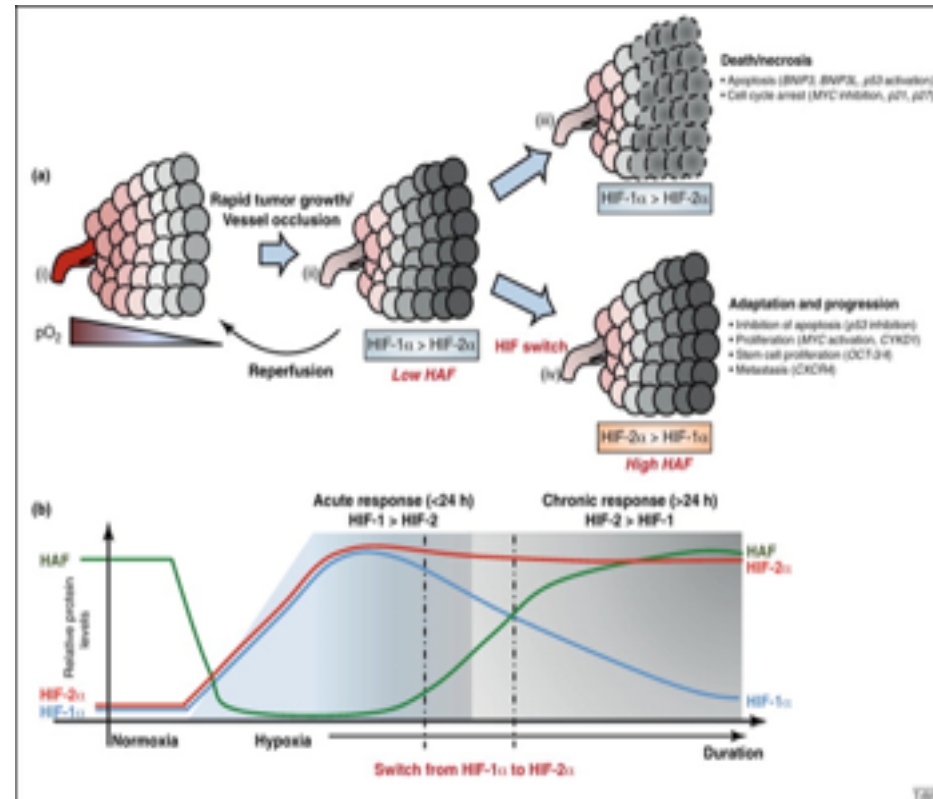 (a)
(i)
pO2
Rapid tumor growth/
Vessel occlusion
Reperfusion
(ii)
HIF-1α > HIF-2α
Low HAF
HIF switch
(iii)
HIF-1α > HIF-2α
Death/necrosis
• Apoptosis (BNIP3, BNIP3L, p53 activation)
• Cell cycle arrest (MYC inhibition, p21, p27)
(iv)
HIF-2α > HIF-1α
High HAF
Adaptation and progression
• Inhibition of apoptosis (p53 inhibition)
• Proliferation (MYC activation, CYKD1)
• Stem cell proliferation (OCT-3/4)
• Metastasis (CXCR4)
(b)
Acute response (<24 h)
HIF-1 > HIF-2
Chronic response (>24 h)
HIF-2 > HIF-1
HAF
Relative protein
levels
HIF-2α
HIF-1α
HAF
HIF-2α
HIF-1α
Normoxia
Hypoxia
Duration
Switch from HIF-1α to HIF-2α